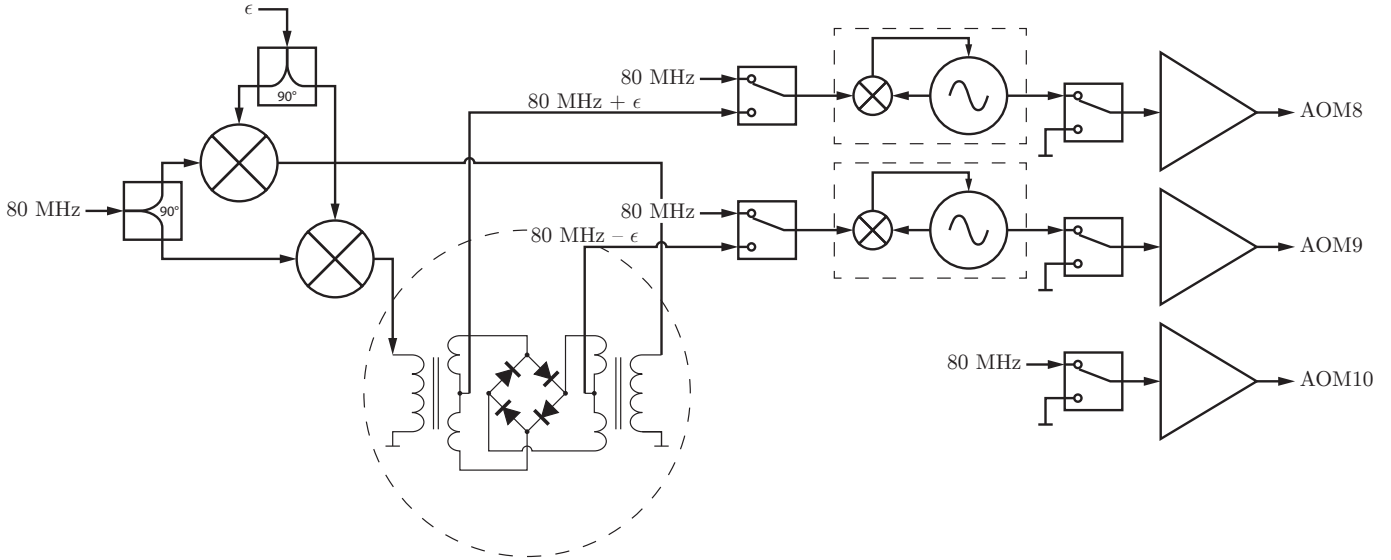 ϵ
90°
80 MHz
80 MHz + ϵ
AOM8
80 MHz
90°
80 MHz
80 MHz – ϵ
AOM9
80 MHz
AOM10